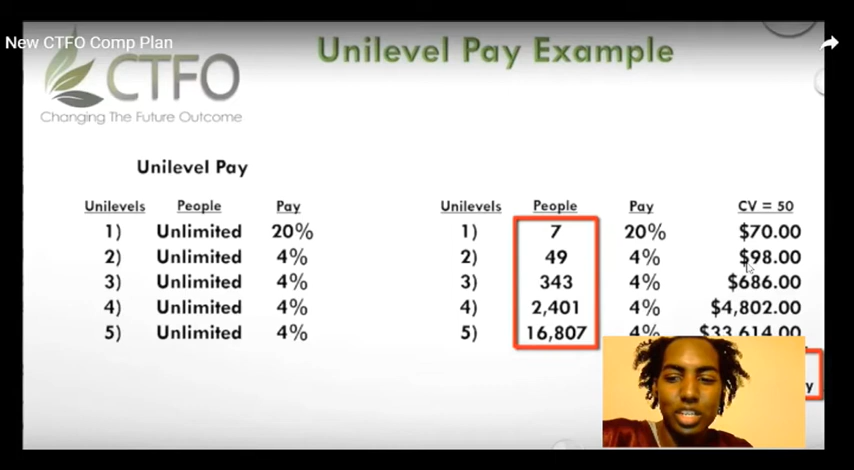 New CTFO Comp Plan
Unilevel Pay Example
CTFO
Changing The Future Outcome
Unilevel Pay
Unilevels People Pay
1) Unlimited 20%
2) Unlimited 4%
3) Unlimited 4%
4) Unlimited 4%
5) Unlimited 4%
Unilevels People Pay CV = 50
1) 7 20% $70.00
2) 49 4% $98.00
3) 343 4% $686.00
4) 2,401 4% $4,802.00
5) 16,807 4% $33,614.00
y